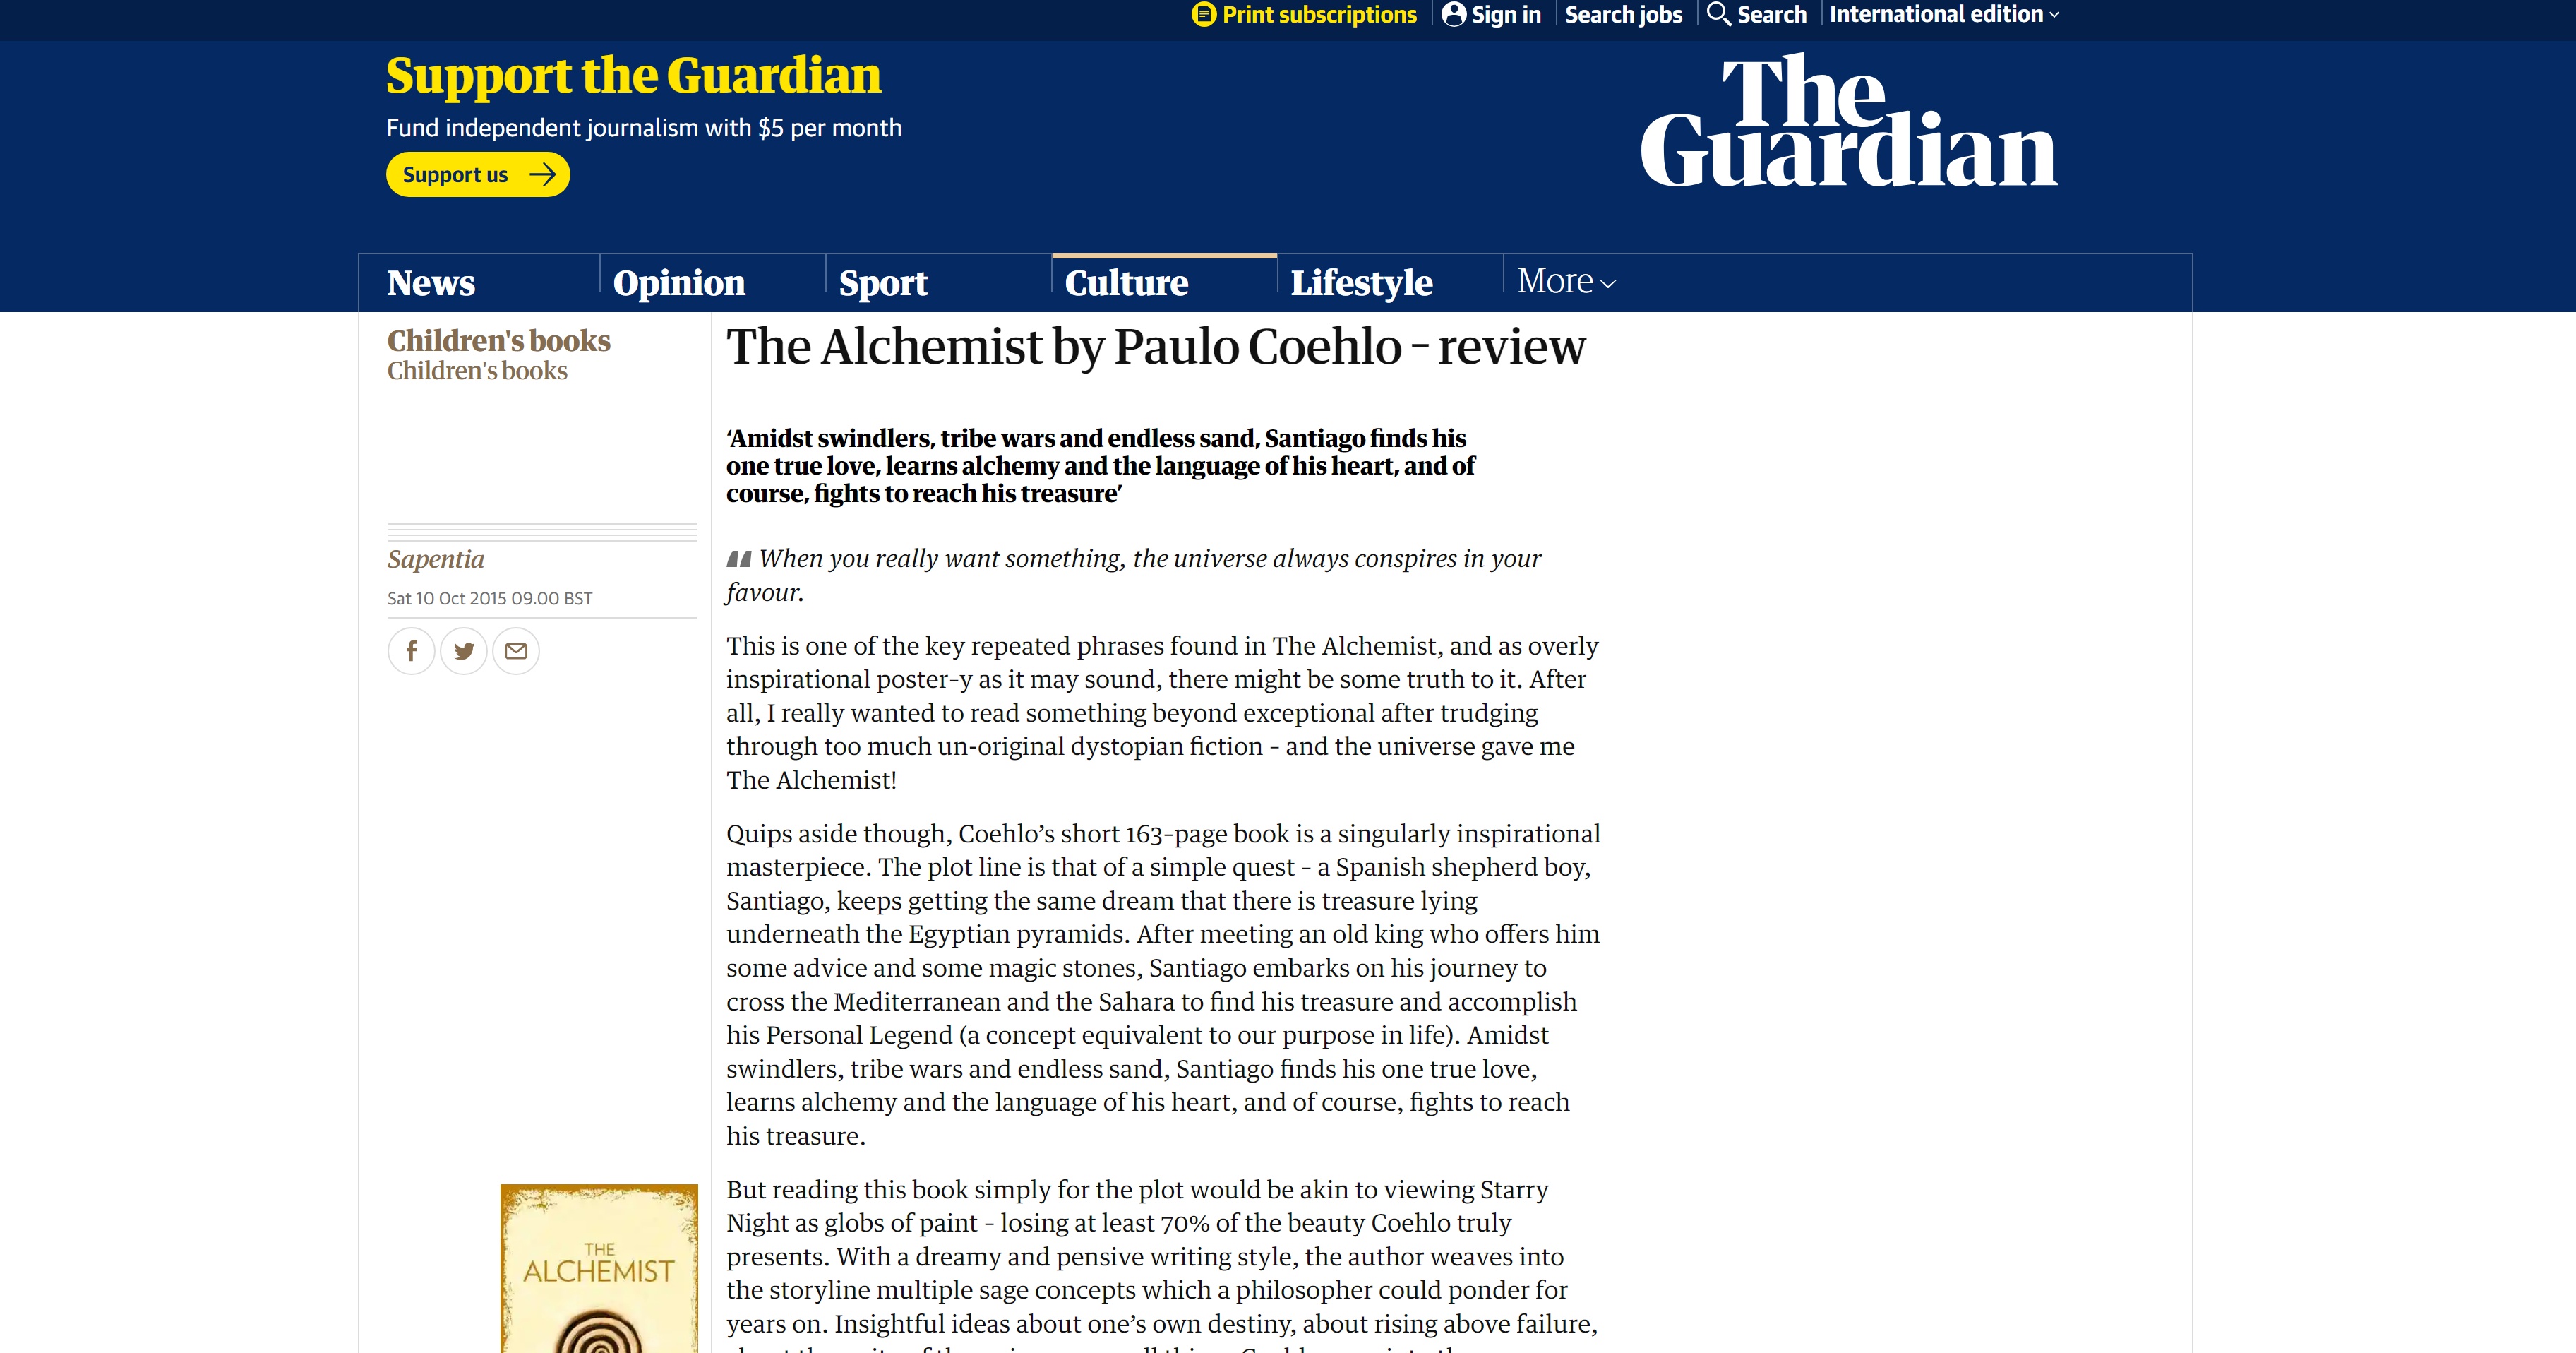 Print subscriptions
Sign in
Search jobs
Search
International edition
Support the Guardian
Fund independent journalism with $5 per month
Support us
The
Guardian
News
Opinion
Sport
Culture
Lifestyle
More
Children's books
Children's books
Sapentia
Sat 10 Oct 2015 09.00 BST
The Alchemist by Paulo Coehlo – review
‘Amidst swindlers, tribe wars and endless sand, Santiago finds his
one true love, learns alchemy and the language of his heart, and of
course, fights to reach his treasure’
“ When you really want something, the universe always conspires in your
favour.
This is one of the key repeated phrases found in The Alchemist, and as overly
inspirational poster-y as it may sound, there might be some truth to it. After
all, I really wanted to read something beyond exceptional after trudging
through too much un-original dystopian fiction – and the universe gave me
The Alchemist!
Quips aside though, Coehlo’s short 163-page book is a singularly inspirational
masterpiece. The plot line is that of a simple quest – a Spanish shepherd boy,
Santiago, keeps getting the same dream that there is treasure lying
underneath the Egyptian pyramids. After meeting an old king who offers him
some advice and some magic stones, Santiago embarks on his journey to
cross the Mediterranean and the Sahara to find his treasure and accomplish
his Personal Legend (a concept equivalent to our purpose in life). Amidst
swindlers, tribe wars and endless sand, Santiago finds his one true love,
learns alchemy and the language of his heart, and of course, fights to reach
his treasure.
But reading this book simply for the plot would be akin to viewing Starry
Night as globs of paint – losing at least 70% of the beauty Coehlo truly
presents. With a dreamy and pensive writing style, the author weaves into
the storyline multiple sage concepts which a philosopher could ponder for
years on. Insightful ideas about one’s own destiny, about rising above failure,
THE
ALCHEMIST